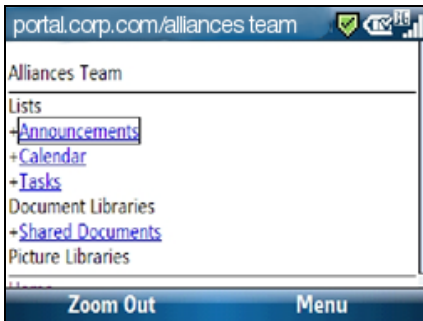 portal.corp.com/alliances team
Alliances Team
Lists
+Announcements
+Calendar
+Tasks
Document Libraries
+Shared Documents
Picture Libraries
Zoom Out Menu